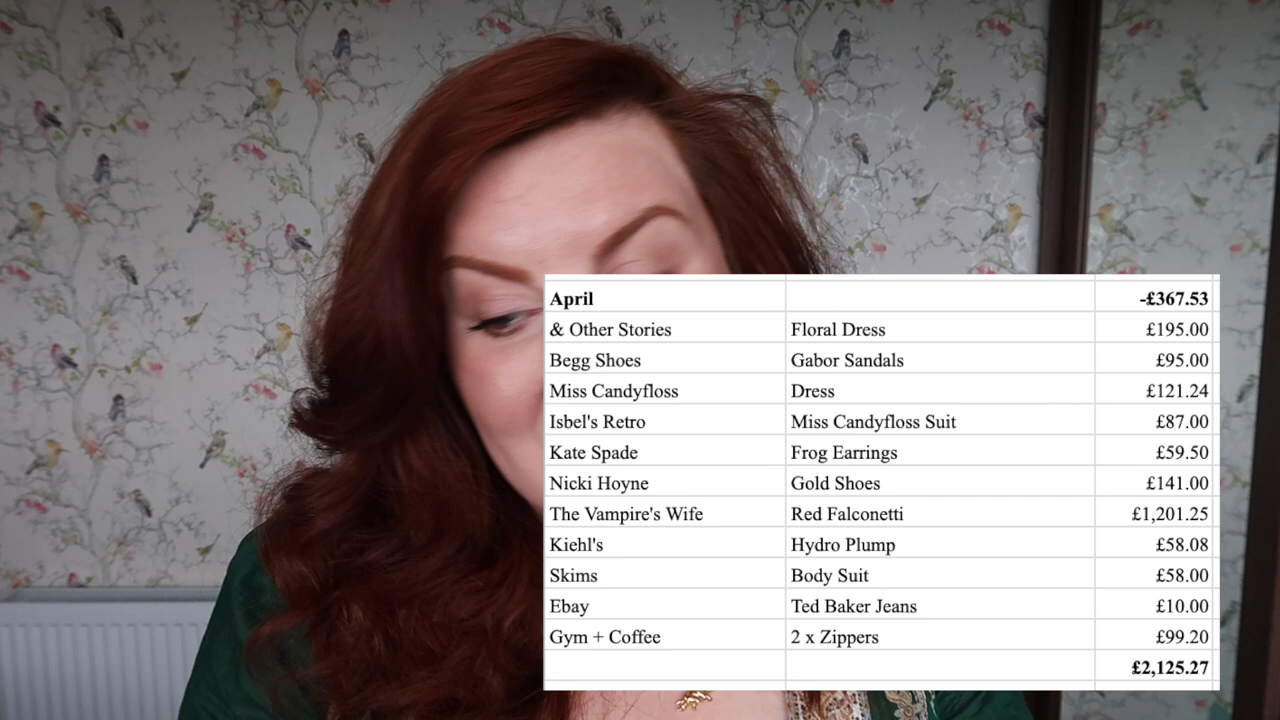 April -£367.53
& Other Stories Floral Dress £195.00
Begg Shoes Gabor Sandals £95.00
Miss Candyfloss Dress £121.24
Isbel's Retro Miss Candyfloss Suit £87.00
Kate Spade Frog Earrings £59.50
Nicki Hoyne Gold Shoes £141.00
The Vampire's Wife Red Falconetti £1,201.25
Kiehl's Hydro Plump £58.08
Skims Body Suit £58.00
Ebay Ted Baker Jeans £10.00
Gym + Coffee 2 x Zippers £99.20
£2,125.27